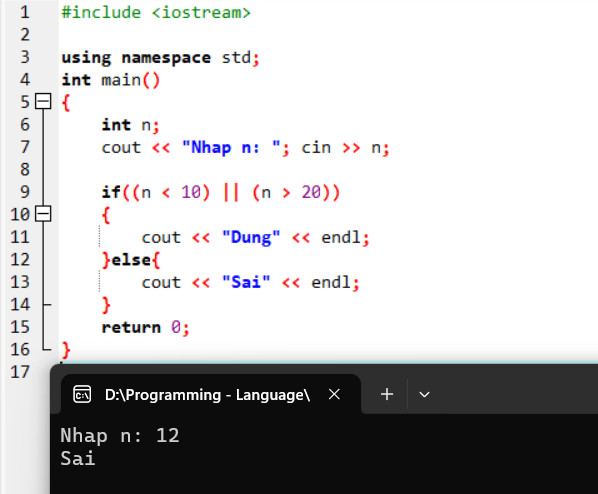 1 #include <iostream>
2
3 using namespace std;
4 int main()
5 {
6 int n;
7 cout << "Nhap n: "; cin >> n;
8
9 if((n < 10) || (n > 20))
10 {
11 cout << "Dung" << endl;
12 }else{
13 cout << "Sai" << endl;
14 }
15 return 0;
16 }
17
D:\Programming - Language\
Nhap n: 12
Sai